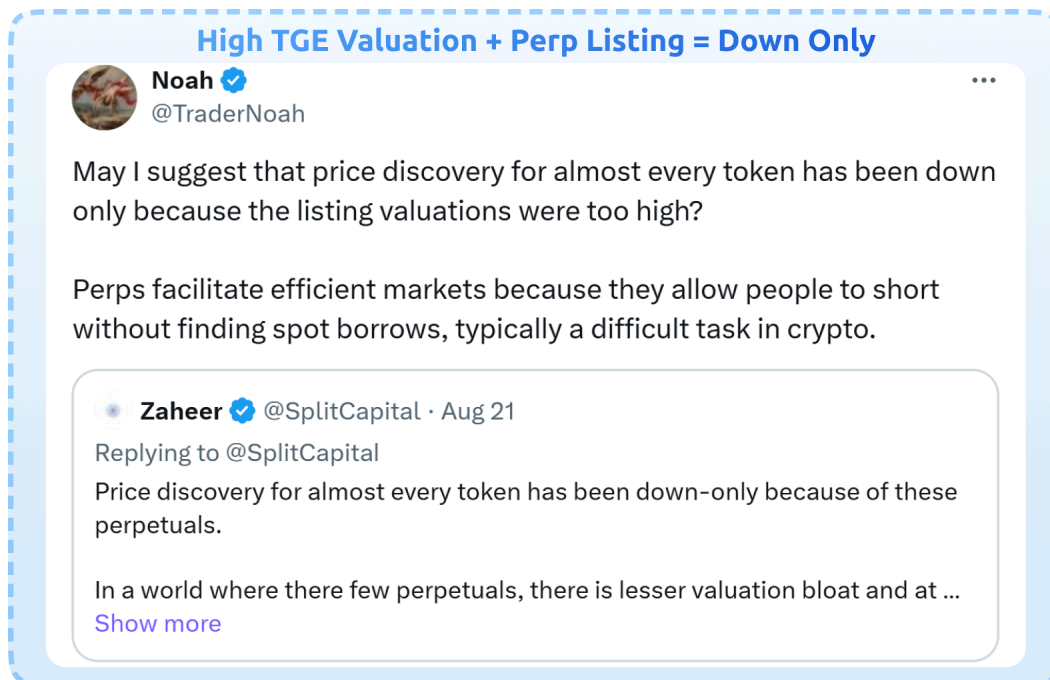 High TGE Valuation + Perp Listing = Down Only
Noah
@TraderNoah
May I suggest that price discovery for almost every token has been down
only because the listing valuations were too high?
Perps facilitate efficient markets because they allow people to short
without finding spot borrows, typically a difficult task in crypto.
Zaheer @SplitCapital · Aug 21
Replying to @SplitCapital
Price discovery for almost every token has been down-only because of these
perpetuals.
In a world where there few perpetuals, there is lesser valuation bloat and at ...
Show more